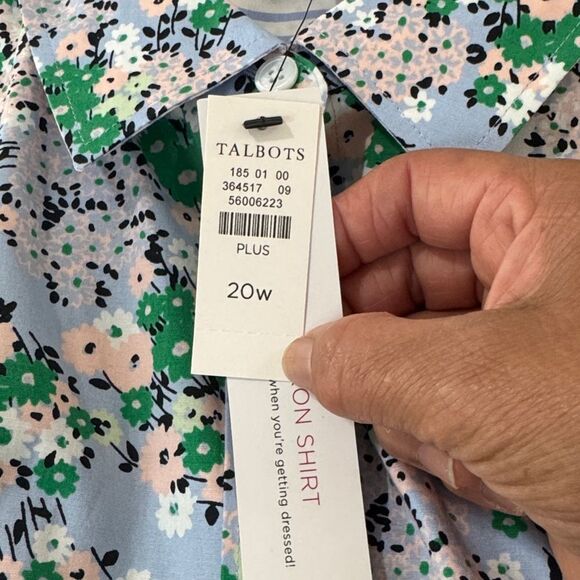 TALBOTS
185 01 00
364517 09
56006223
PLUS
20W
ON SHIRT
when you're getting dressed!